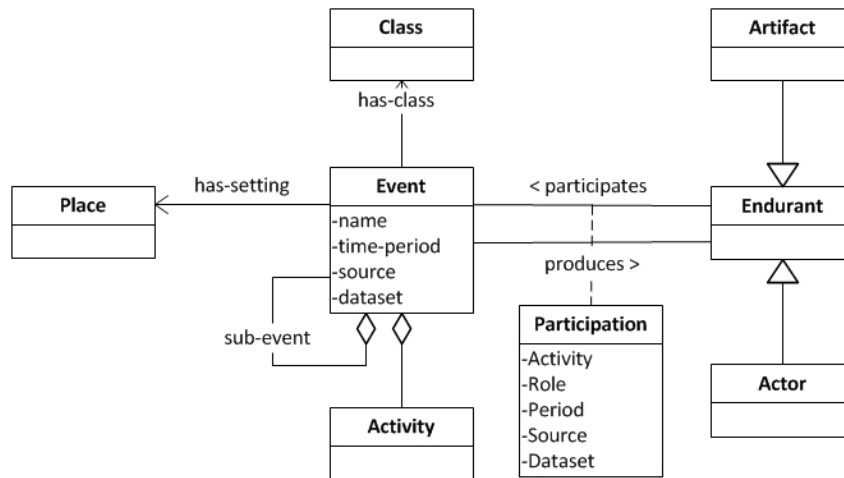 Class
Artifact
has-class
has-setting
Event
< participates
Place
Endurant
-name
-time-period
-source
-dataset
produces >
sub-event
Participation
-Activity
-Role
-Period
-Source
-Dataset
Actor
Activity